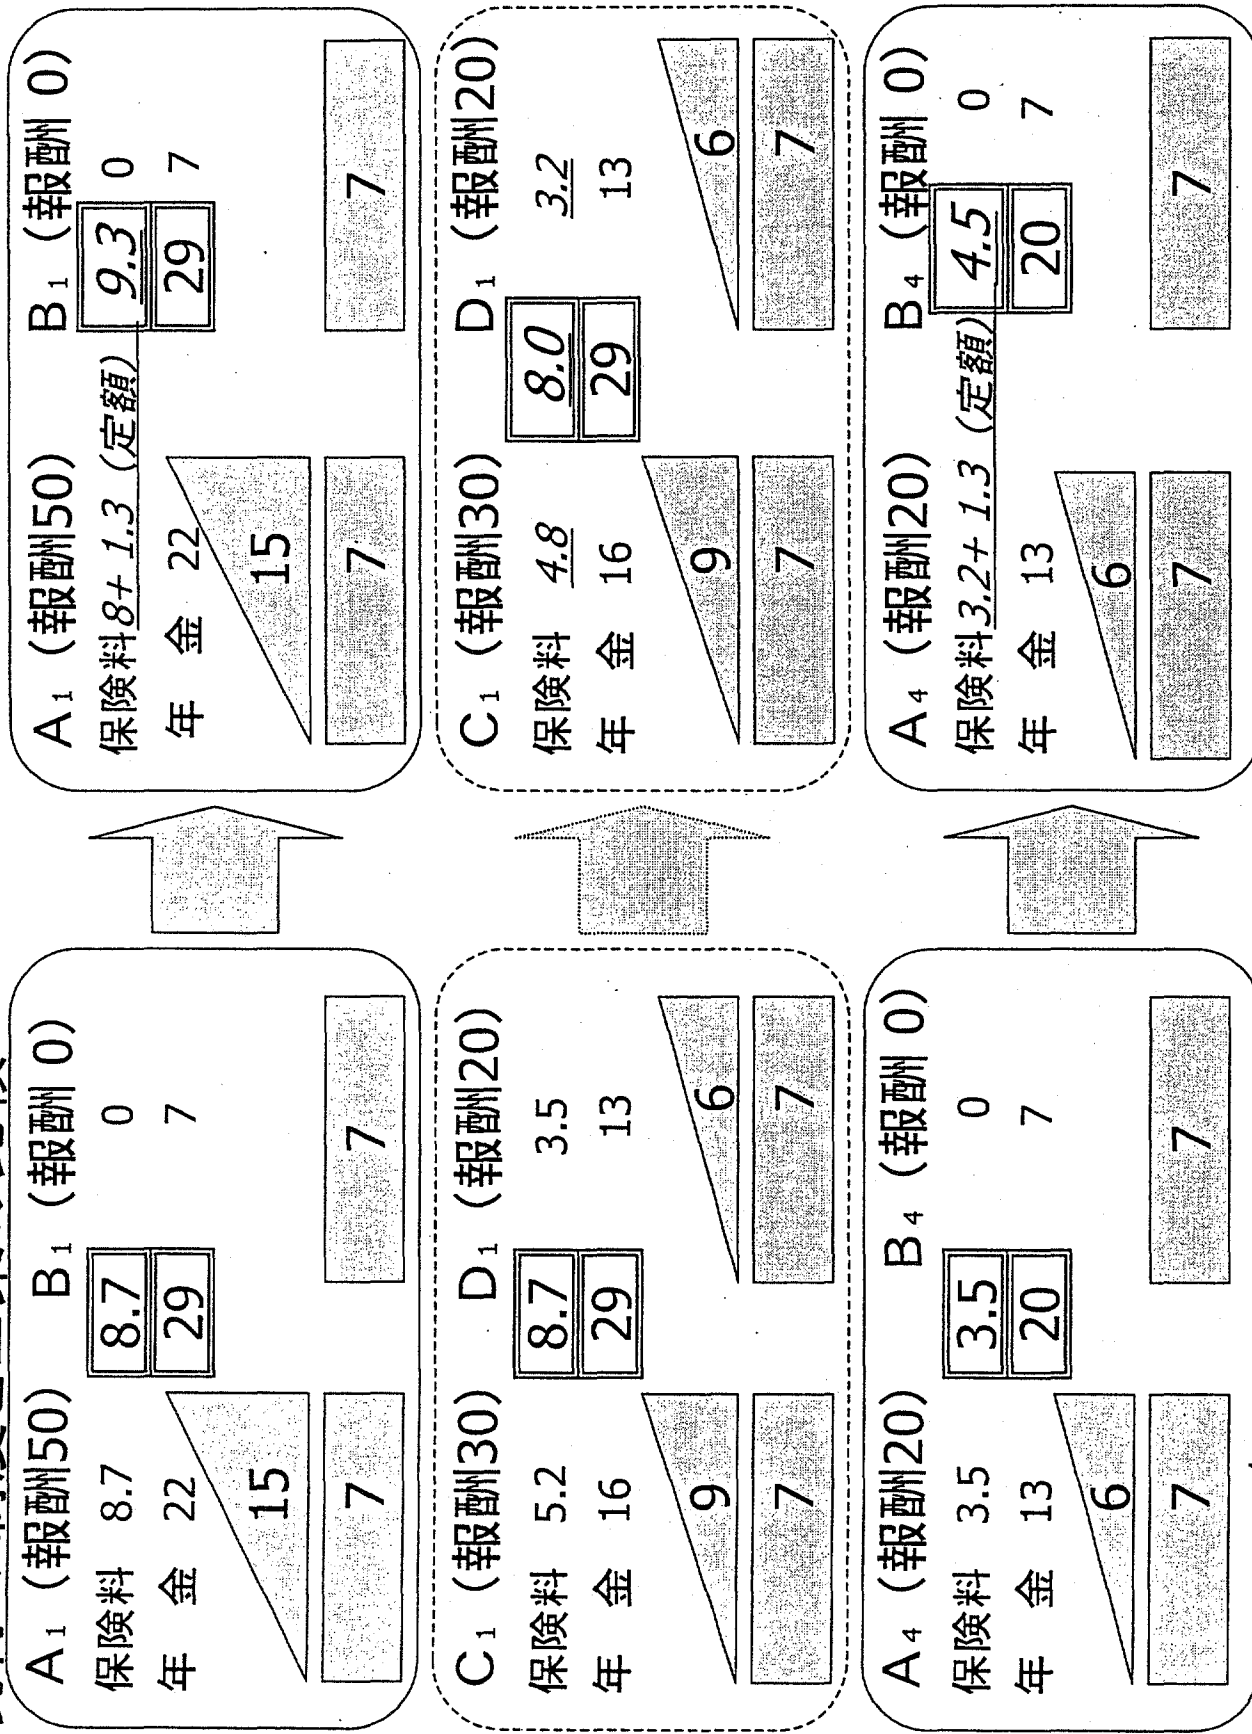 A₁（報酬50） B₁（報酬 0）
保険料 8.7 8.7 0
年金 22 29 7
15
7 7
A₁（報酬50） B₁（報酬 0）
保険料8+1.3（定額） 9.3 0
年金 22 29 7
15
7 7
C₁（報酬30） D₁（報酬20）
保険料 5.2 8.7 3.5
年金 16 29 13
9 6
7 7
C₁（報酬30） D₁（報酬20）
保険料 4.8 8.0 3.2
年金 16 29 13
9 6
7 7
A₄（報酬20） B₄（報酬 0）
保険料 3.5 3.5 0
年金 13 20 7
6
7 7
A₄（報酬20） B₄（報酬 0）
保険料3.2+1.3（定額） 4.5 0
年金 13 20 7
6
7 7